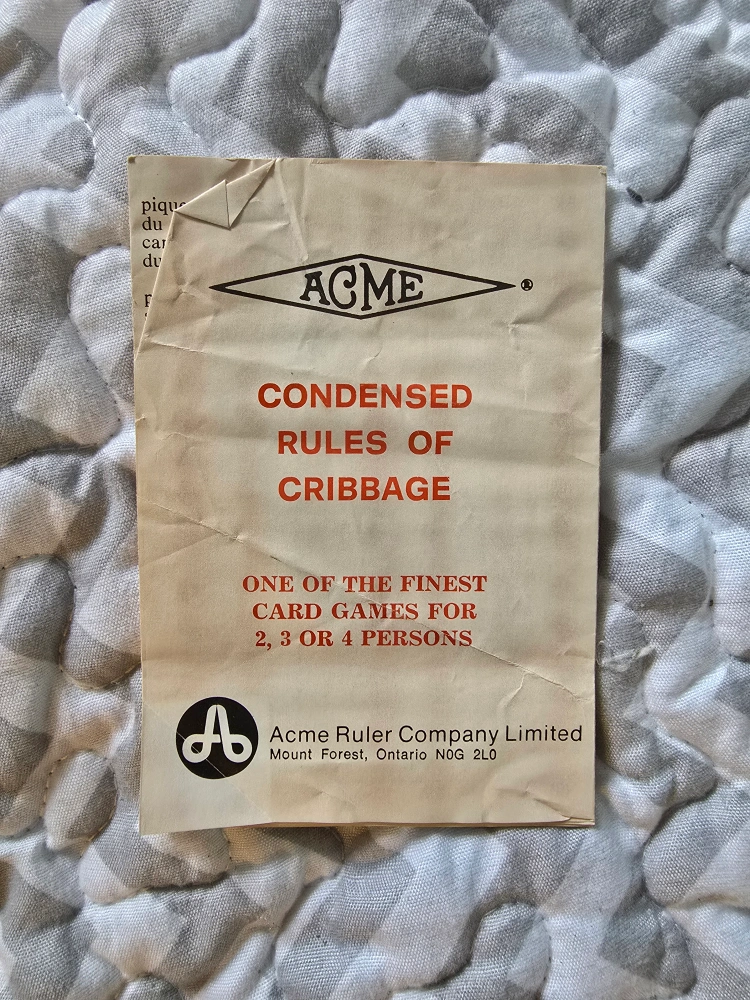 du
ACME ®
CONDENSED
RULES OF
CRIBBAGE
ONE OF THE FINEST
CARD GAMES FOR
2, 3 OR 4 PERSONS
Acme Ruler Company Limited
Mount Forest, Ontario N0G 2L0